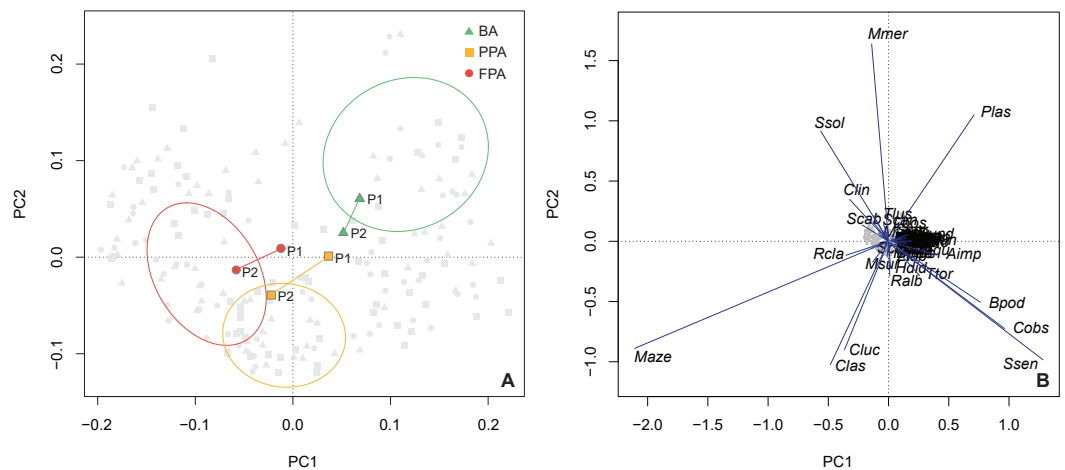 BA
PPA
FPA
P1
P2
P1
P2
P1
P2
A
0.2
0.1
0.0
−0.1
PC2
−0.2
−0.1
0.0
0.1
0.2
PC1
Mmer
Plas
Ssol
Clin
Tlus
Scab
Rcla
Msur
Aimp
Hdid
Ttor
Ralb
Bpod
Cobs
Ssen
Cluc
Clas
Maze
B
1.5
1.0
0.5
0.0
−0.5
−1.0
PC2
−2.0
−1.5
−1.0
−0.5
0.0
0.5
1.0
PC1